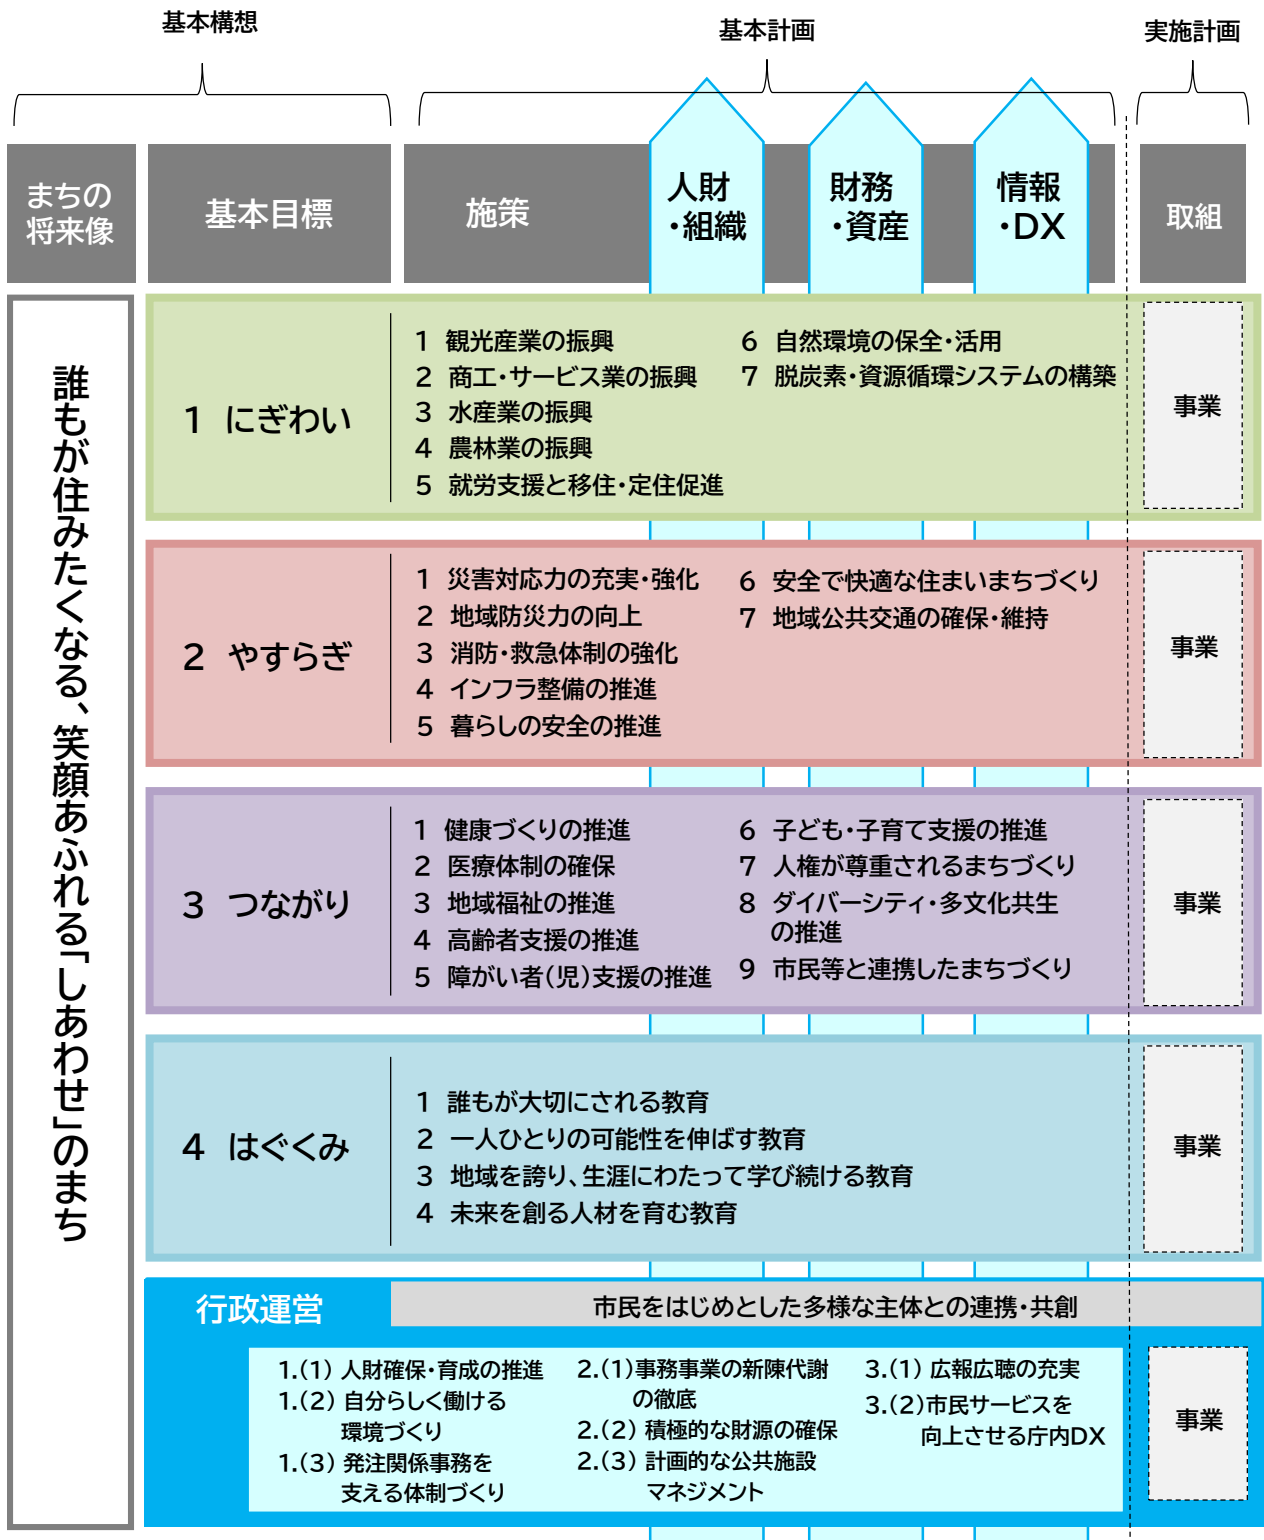 基本構想
基本計画
実施計画
まちの
将来像
基本目標
施策
人財
・組織
財務
・資産
情報
・DX
取組
誰もが住みたくなる、笑顔あふれる「しあわせ」のまち
1 にぎわい
1 観光産業の振興
2 商工・サービス業の振興
3 水産業の振興
4 農林業の振興
5 就労支援と移住・定住促進
6 自然環境の保全・活用
7 脱炭素・資源循環システムの構築
事業
2 やすらぎ
1 災害対応力の充実・強化
2 地域防災力の向上
3 消防・救急体制の強化
4 インフラ整備の推進
5 暮らしの安全の推進
6 安全で快適な住まいまちづくり
7 地域公共交通の確保・維持
事業
3 つながり
1 健康づくりの推進
2 医療体制の確保
3 地域福祉の推進
4 高齢者支援の推進
5 障がい者(児)支援の推進
6 子ども・子育て支援の推進
7 人権が尊重されるまちづくり
8 ダイバーシティ・多文化共生
の推進
9 市民等と連携したまちづくり
事業
4 はぐくみ
1 誰もが大切にされる教育
2 一人ひとりの可能性を伸ばす教育
3 地域を誇り、生涯にわたって学び続ける教育
4 未来を創る人材を育む教育
事業
行政運営
市民をはじめとした多様な主体との連携・共創
1.(1) 人財確保・育成の推進
1.(2) 自分らしく働ける
環境づくり
1.(3) 発注関係事務を
支える体制づくり
2.(1)事務事業の新陳代謝
の徹底
2.(2) 積極的な財源の確保
2.(3) 計画的な公共施設
マネジメント
3.(1) 広報広聴の充実
3.(2)市民サービスを
向上させる庁内DX
事業